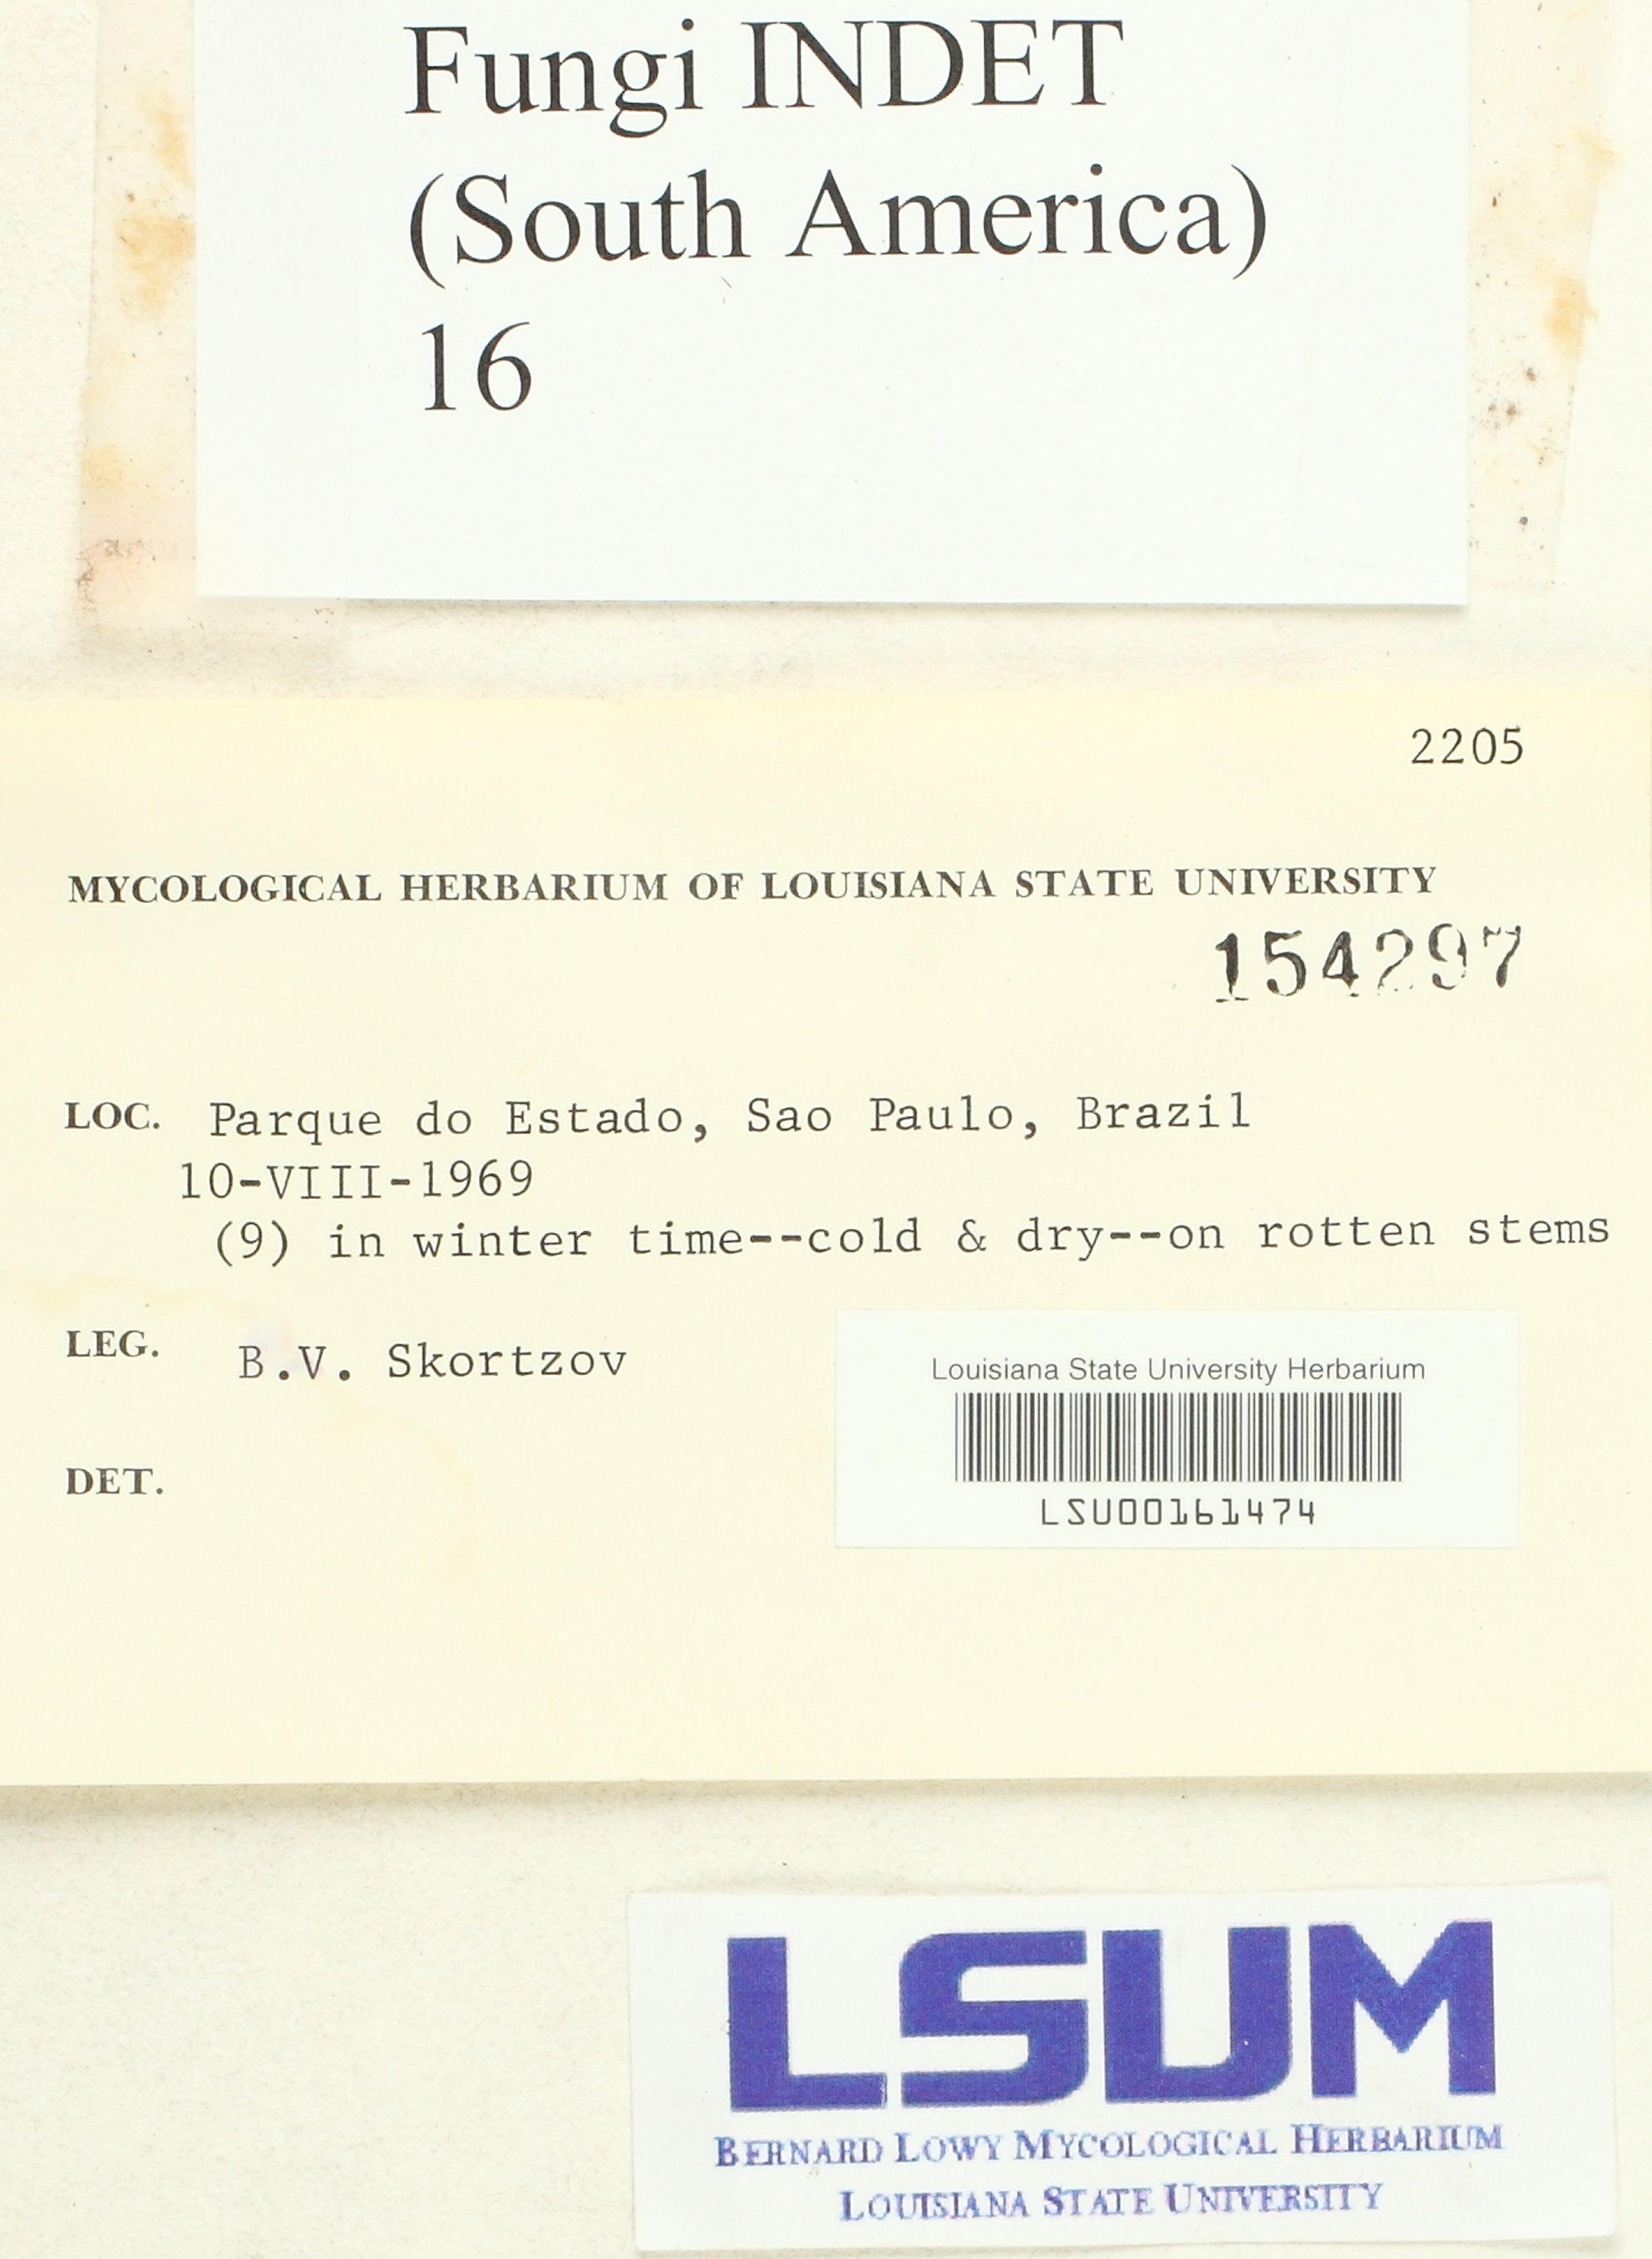 Fungi INDET
(South America)
16
2205
MYCOLOGICAL HERBARIUM OF LOUISIANA STATE UNIVERSITY
154297
LOC. Parque do Estado, Sao Paulo, Brazil
10-VIII-1969
(9) in winter time--cold & dry--on rotten stems
LEG. B.V. Skortzov
Louisiana State University Herbarium
LSU00161474
DET.
LSUM
BERNARD LOWY MYCOLOGICAL HERBARIUM
LOUISIANA STATE UNIVERSITY